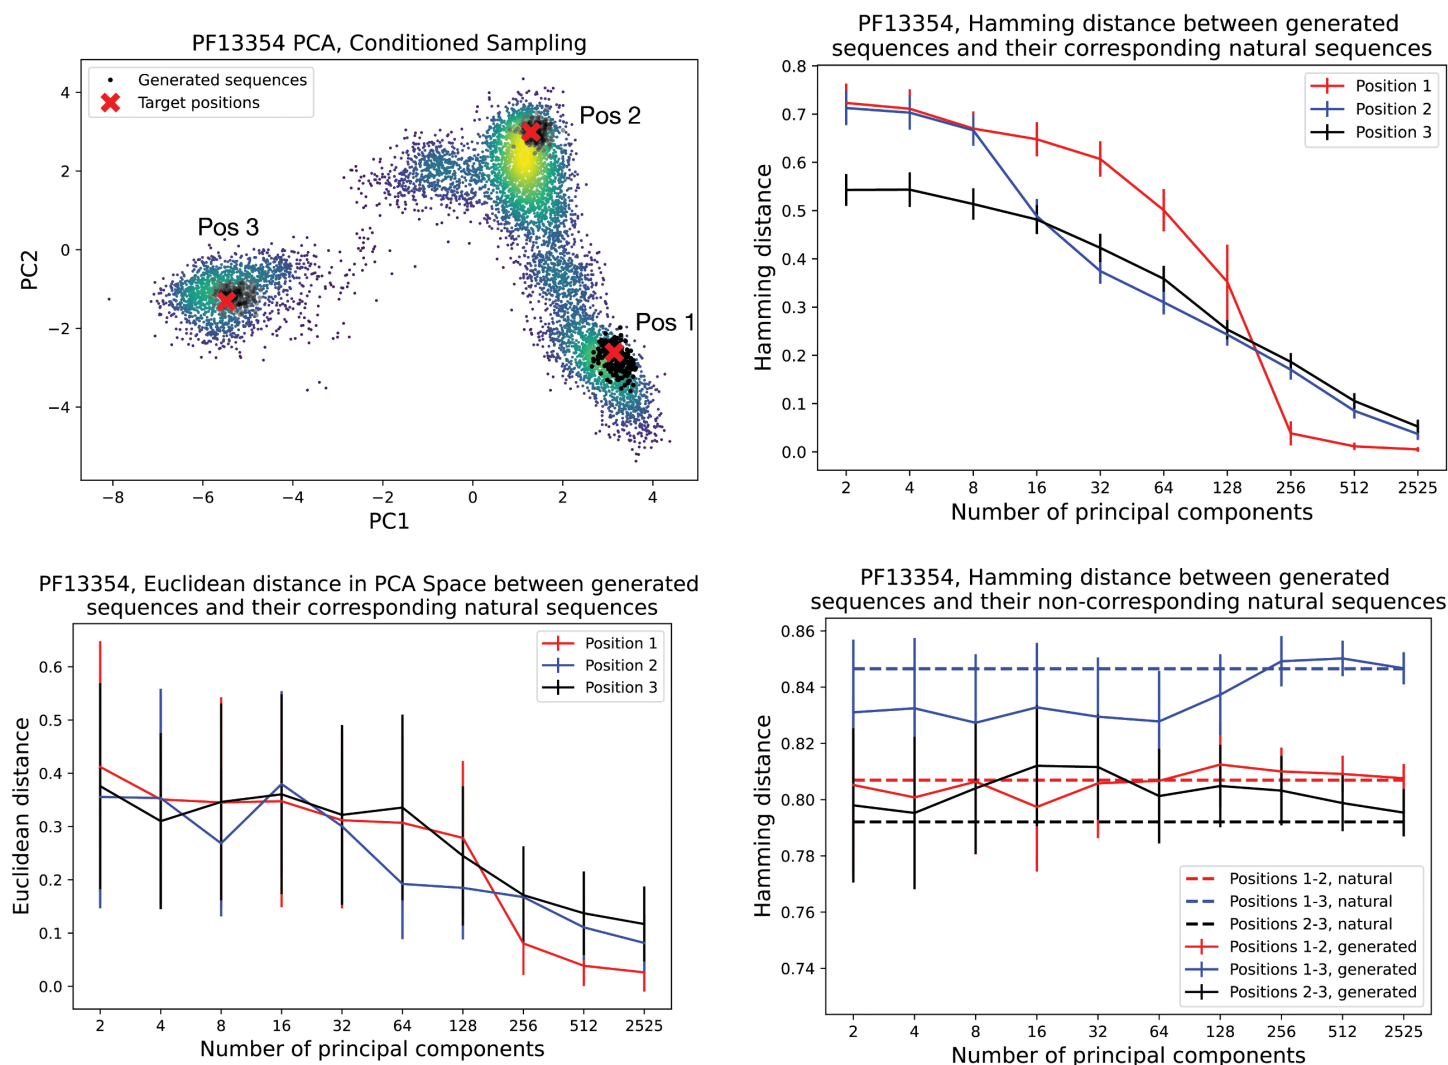 PF13354 PCA, Conditioned Sampling
Generated sequences
Target positions
Pos 2
Pos 3
Pos 1
4
2
0
−2
−4
PC2
−8
−6
−4
−2
0
2
4
PC1
PF13354, Hamming distance between generated
sequences and their corresponding natural sequences
Position 1
Position 2
Position 3
0.8
0.7
0.6
0.5
0.4
0.3
0.2
0.1
0.0
Hamming distance
2
4
8
16
32
64
128
256
512
2525
Number of principal components
PF13354, Euclidean distance in PCA Space between generated
sequences and their corresponding natural sequences
Position 1
Position 2
Position 3
0.6
0.5
0.4
0.3
0.2
0.1
0.0
Euclidean distance
2
4
8
16
32
64
128
256
512
2525
Number of principal components
PF13354, Hamming distance between generated
sequences and their non-corresponding natural sequences
0.86
0.84
0.82
0.80
0.78
0.76
0.74
Hamming distance
Positions 1-2, natural
Positions 1-3, natural
Positions 2-3, natural
Positions 1-2, generated
Positions 1-3, generated
Positions 2-3, generated
2
4
8
16
32
64
128
256
512
2525
Number of principal components